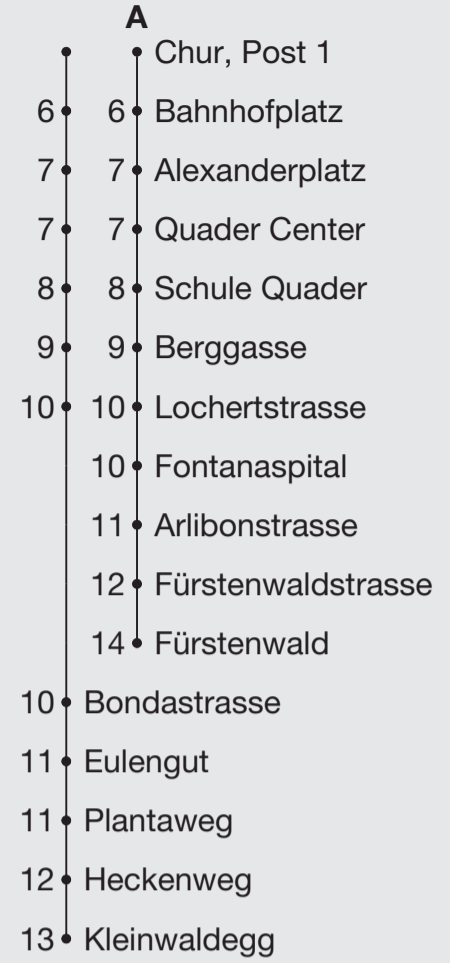 A
Chur, Post 1
6 6 Bahnhofplatz
7 7 Alexanderplatz
7 7 Quader Center
8 8 Schule Quader
9 9 Berggasse
10 10 Lochertstrasse
10 Fontanaspital
11 Arlibonstrasse
12 Fürstenwaldstrasse
14 Fürstenwald
10 Bondastrasse
11 Eulengut
11 Plantaweg
12 Heckenweg
13 Kleinwaldegg